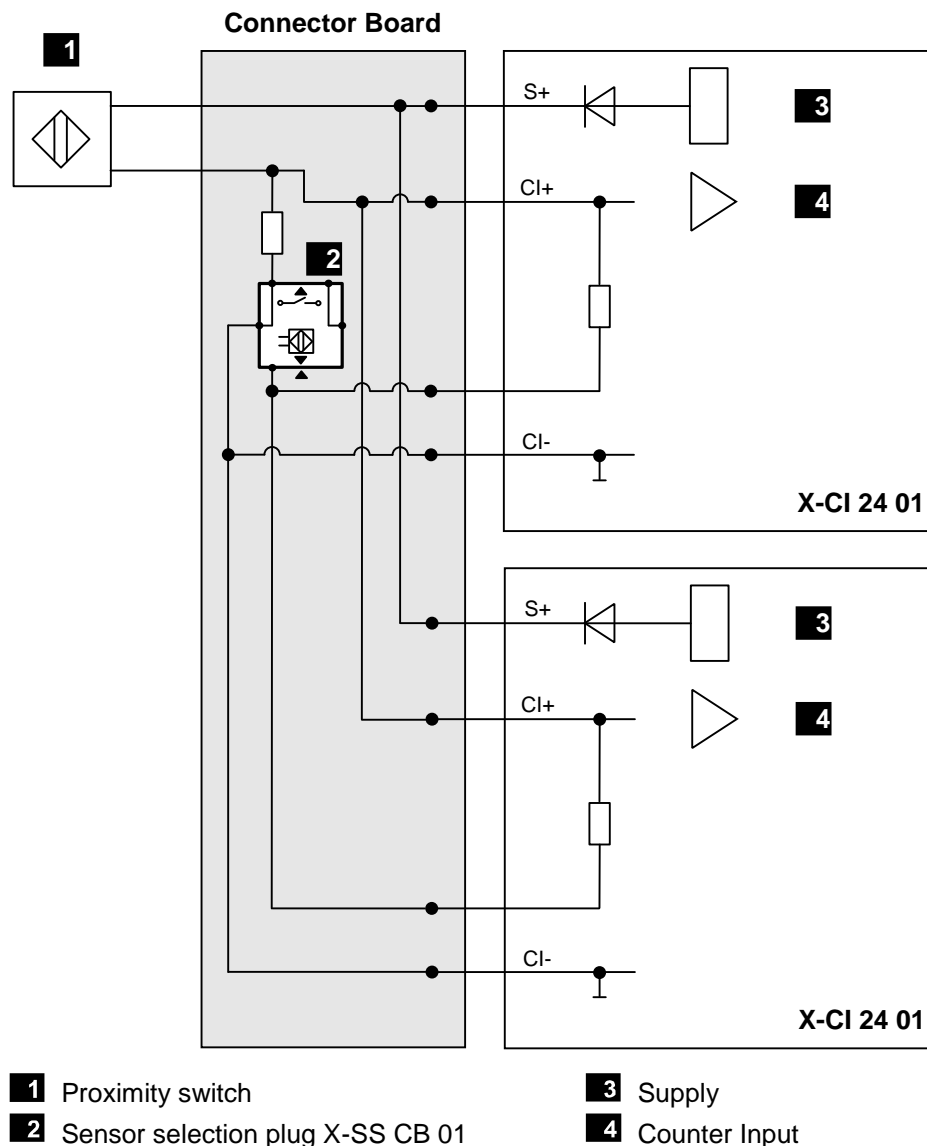 Connector Board
1
S+
3
CI+
4
2
CI-
X-CI 24 01
S+
3
CI+
4
CI-
X-CI 24 01
1 Proximity switch
3 Supply
2 Sensor selection plug X-SS CB 01
4 Counter Input